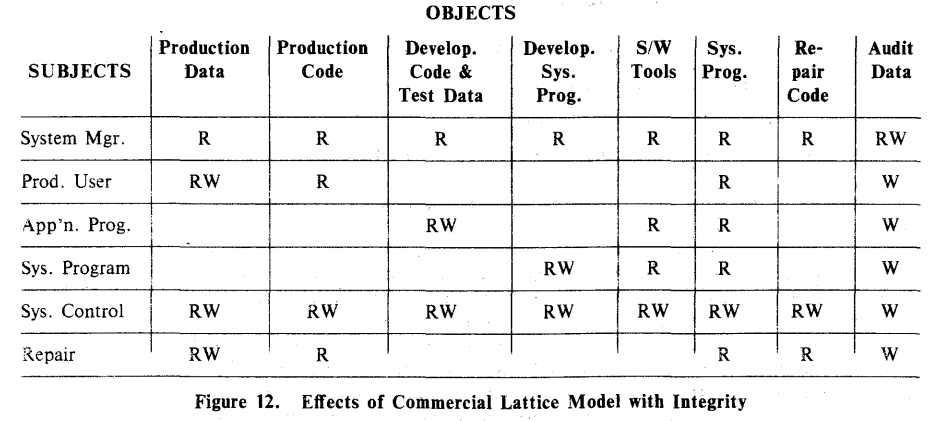 OBJECTS
SUBJECTS Production Data Production Code Develop. Code & Test Data Develop. Sys. Prog. S/W Tools Sys. Prog. Re- pair Code Audit Data
System Mgr. R R R R R R R RW
Prod. User RW R R W
App'n. Prog. RW R R W
Sys. Program RW R R W
Sys. Control RW RW RW RW RW RW RW W
Repair RW R R R W
Figure 12. Effects of Commercial Lattice Model with Integrity